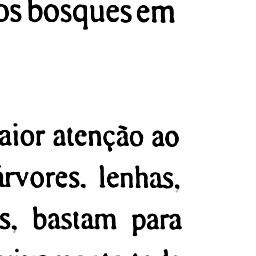 os bosques em
aior atenção ao
árvores, lenhas,
s, bastam para